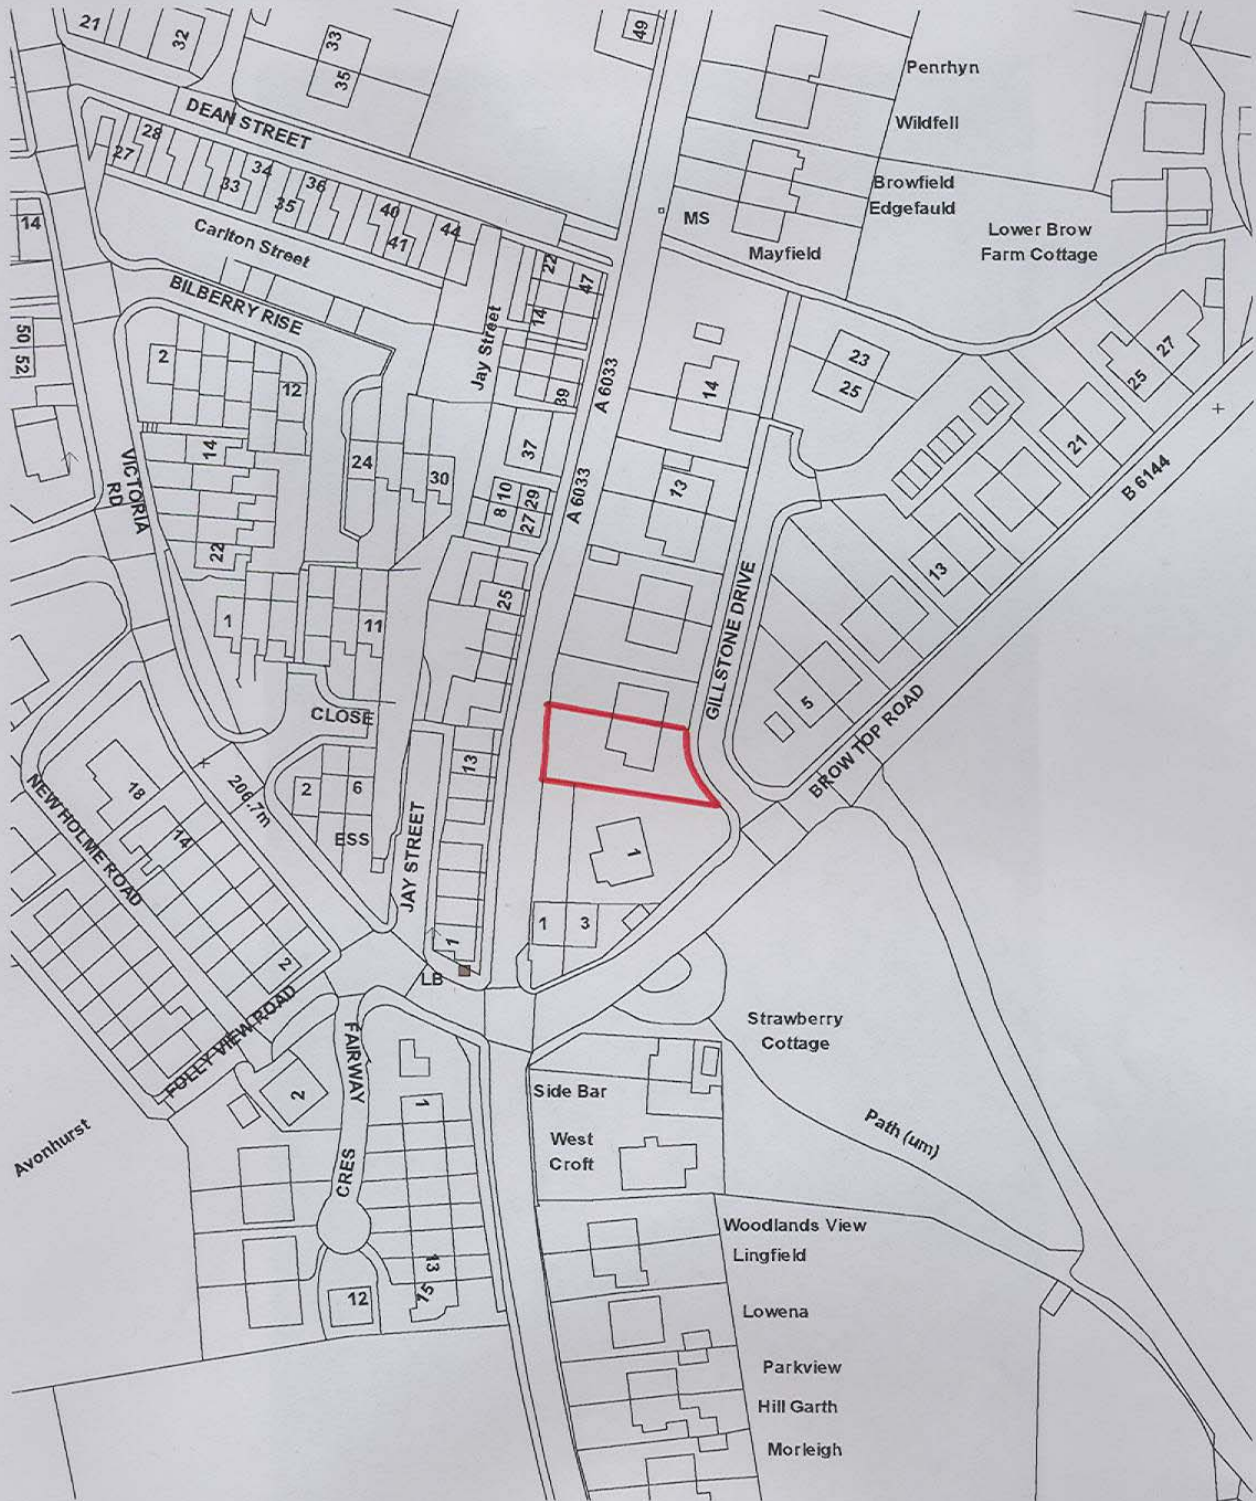 21
32
33
35
49
Penrhyn
Wildfell
DEAN STREET
28
27
34
33
36
35
40
41
44
Browfield
Edgefauld
MS
Mayfield
Lower Brow
Farm Cottage
14
Carlton Street
BILBERRY RISE
22
47
14
Jay Street
39
A 6033
50
52
2
12
14
23
25
27
25
21
14
VICTORIA
RD
24
30
37
10
8
29
27
A 6033
13
B 6144
22
13
1
11
25
GILLSTONE DRIVE
5
CLOSE
BROW TOP ROAD
13
18
14
NEW HOLME ROAD
206.7m
2
6
ESS
JAY STREET
1
1
3
1
2
LB
FOLLY VIEW ROAD
FAIRWAY
CRES
Strawberry
Cottage
2
1
Side Bar
West
Croft
Path (um)
Avonhurst
Woodlands View
Lingfield
13
15
12
Lowena
Parkview
Hill Garth
Morleigh